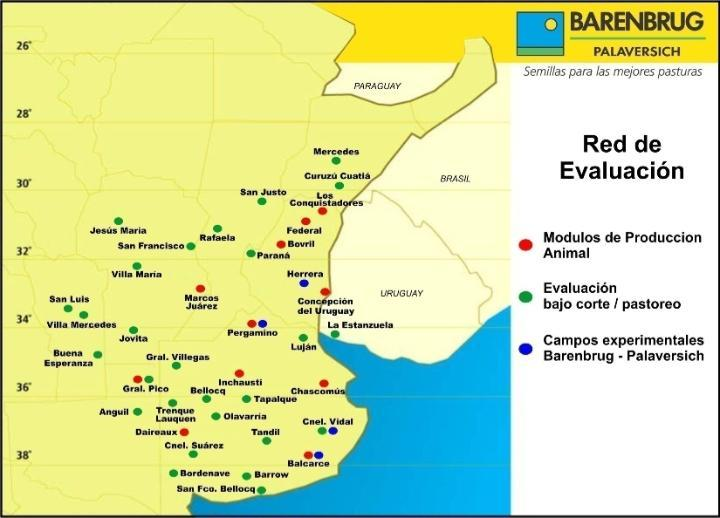 BARENBRUG
PALAVERSICH
Semillas para las mejores pasturas
Red de
Evaluación
Modulos de Produccion
Animal
Evaluación
bajo corte / pastoreo
Campos experimentales
Barenbrug - Palaversich
26°
28°
30°
32°
34°
36°
38°
PARAGUAY
BRASIL
URUGUAY
Mercedes
Curuzú Cuatiá
Los
Conquistadores
San Justo
Federal
Jesús María
Rafaela
San Francisco
Bovril
Paraná
Villa María
Herrera
Marcos
Juárez
Concepción
del Uruguay
San Luis
Villa Mercedes
Jovita
Pergamino
La Estanzuela
Luján
Buena
Esperanza
Gral. Villegas
Gral. Pico
Inchausti
Chascomús
Bellocq
Tapalque
Anguil
Trenque
Lauquen
Olavarría
Cnel. Vidal
Daireaux
Tandil
Cnel. Suárez
Balcarce
Bordenave
Barrow
San Fco. Bellocq